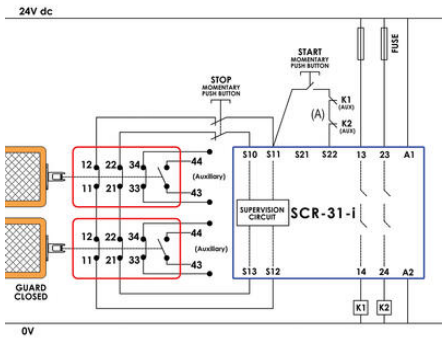 24V dc
START
MOMENTARY
PUSH BUTTON
FUSE
STOP
MOMENTARY
PUSH BUTTON
K1
(AUX)
(A)
K2
(AUX)
12 22 34
44
(Auxiliary)
11 21 33
43
S10 S11 S21 S22 13 23 A1
SUPERVISION
CIRCUIT
SCR-31-i
12 22 34
44
(Auxiliary)
11 21 33
43
S13 S12 14 24 A2
GUARD
CLOSED
K1 K2
0V